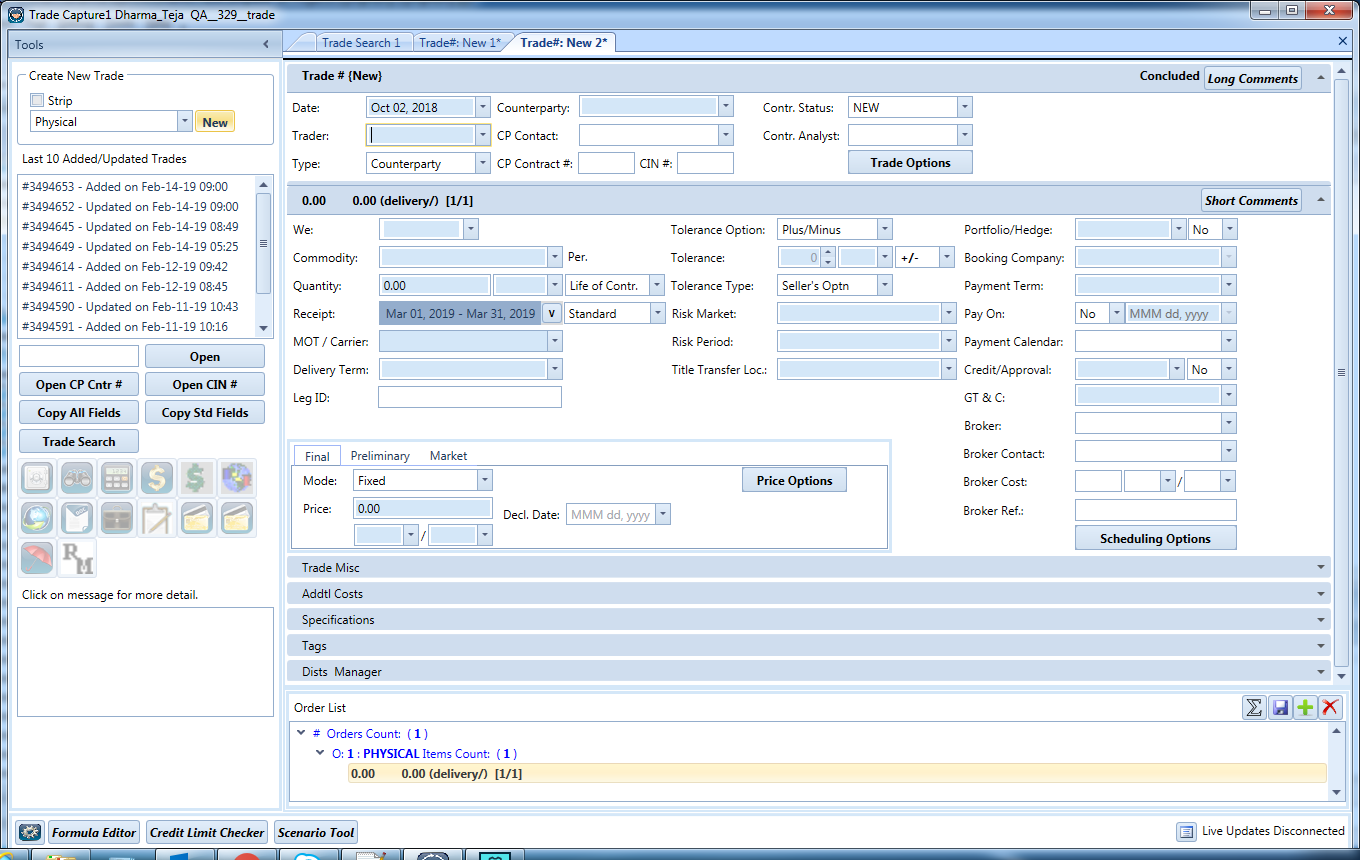 Trade Capture1 Dharma_Teja QA__329__trade
Tools
Create New Trade
Strip
Physical New
Last 10 Added/Updated Trades
#3494653 - Added on Feb-14-19 09:00
#3494652 - Updated on Feb-14-19 09:00
#3494645 - Updated on Feb-14-19 08:49
#3494649 - Updated on Feb-14-19 05:25
#3494614 - Added on Feb-12-19 09:42
#3494611 - Added on Feb-12-19 08:45
#3494590 - Updated on Feb-11-19 10:43
#3494591 - Added on Feb-11-19 10:16
Open
Open CP Cntr # Open CIN #
Copy All Fields Copy Std Fields
Trade Search
RM
Click on message for more detail.
Trade Search 1 Trade#: New 1* Trade#: New 2*
Trade # {New} Concluded Long Comments
Date: Oct 02, 2018 Counterparty: Contr. Status: NEW
Trader: CP Contact: Contr. Analyst:
Type: Counterparty CP Contract #: CIN #: Trade Options
0.00 0.00 (delivery/) [1/1] Short Comments
We: Tolerance Option: Plus/Minus Portfolio/Hedge: No
Commodity: Per. Tolerance: 0 +/- Booking Company:
Quantity: 0.00 Life of Contr. Tolerance Type: Seller's Optn Payment Term:
Receipt: Mar 01, 2019 - Mar 31, 2019 v Standard Risk Market: Pay On: No MMM dd, yyyy
MOT / Carrier: Risk Period: Payment Calendar:
Delivery Term: Title Transfer Loc.: Credit/Approval: No
Leg ID: GT & C:
Broker:
Final Preliminary Market Broker Contact:
Mode: Fixed Price Options Broker Cost: /
Price: 0.00 Decl. Date: MMM dd, yyyy Broker Ref.:
/ Scheduling Options
Trade Misc
Addtl Costs
Specifications
Tags
Dists Manager
Order List
# Orders Count: ( 1 )
O: 1 : PHYSICAL Items Count: ( 1 )
0.00 0.00 (delivery/) [1/1]
Formula Editor Credit Limit Checker Scenario Tool Live Updates Disconnected